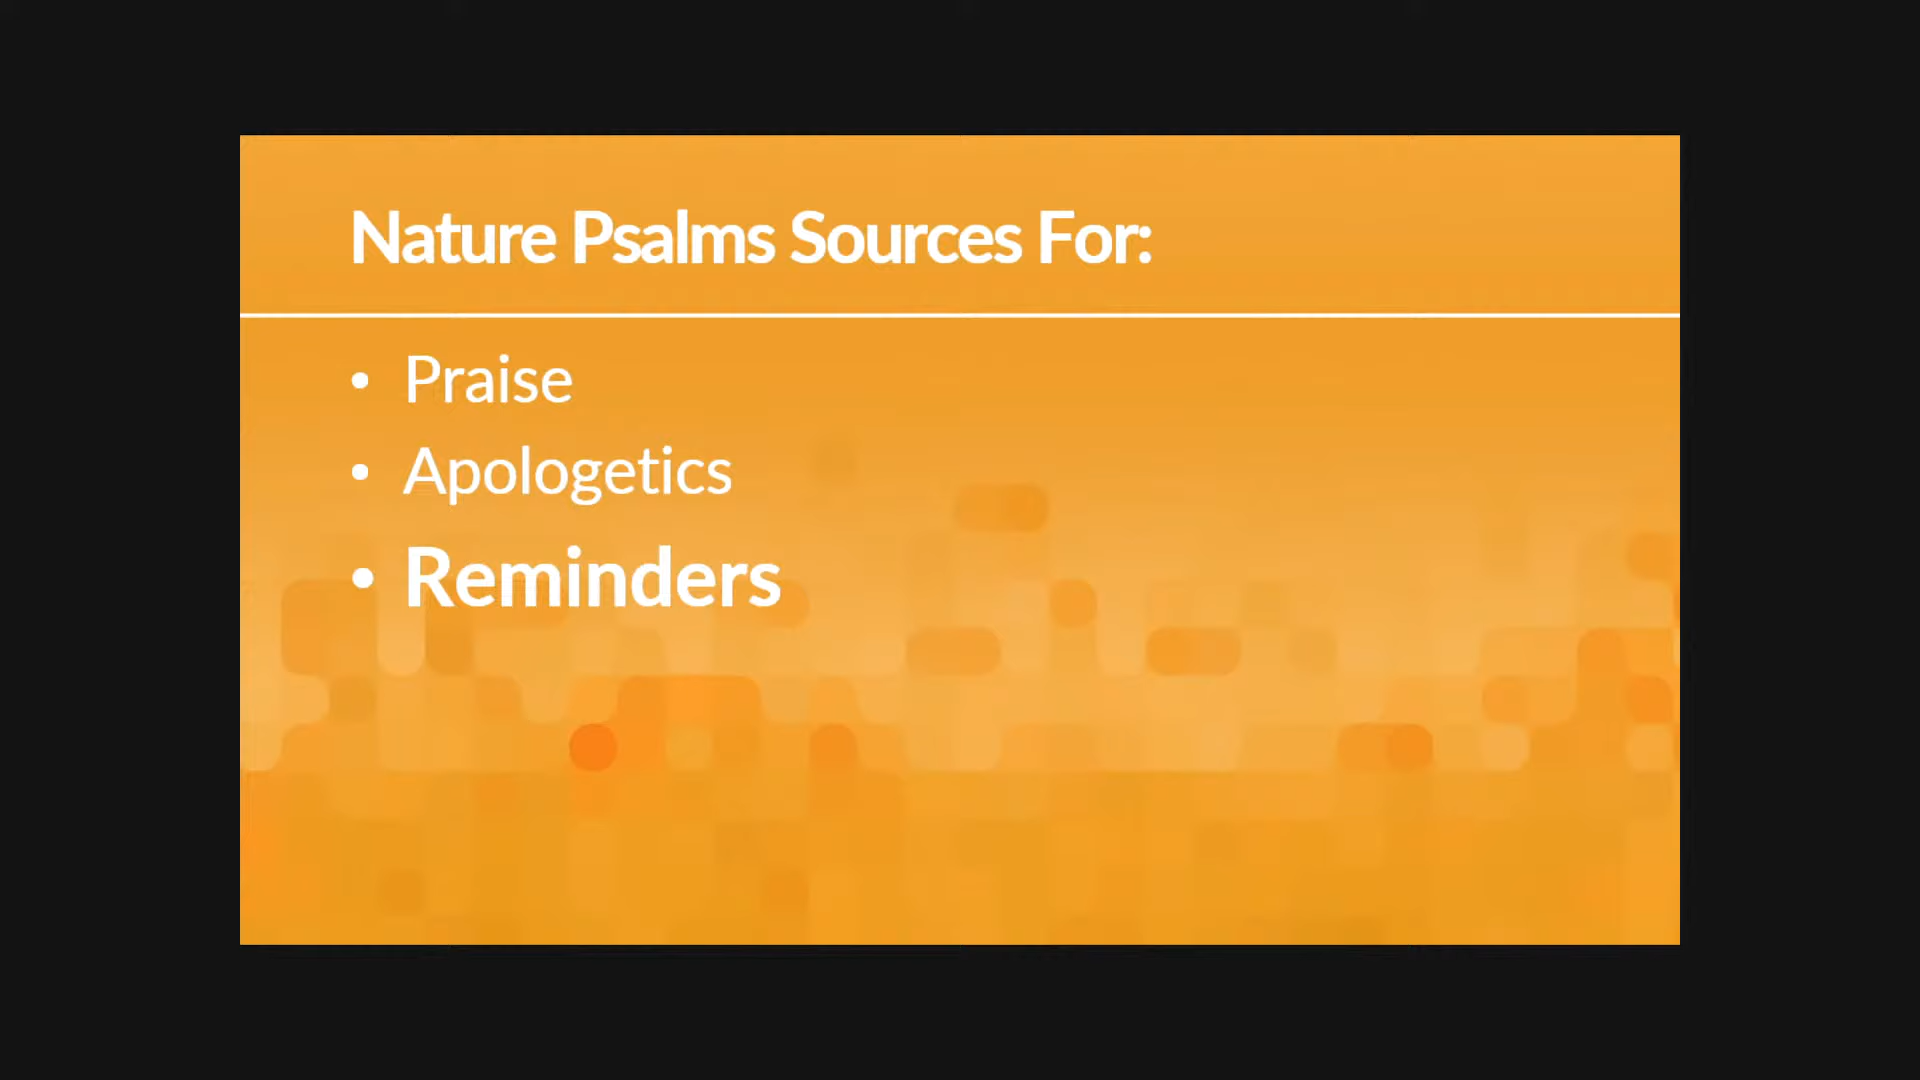 Nature Psalms Sources For:
• Praise
• Apologetics
• Reminders